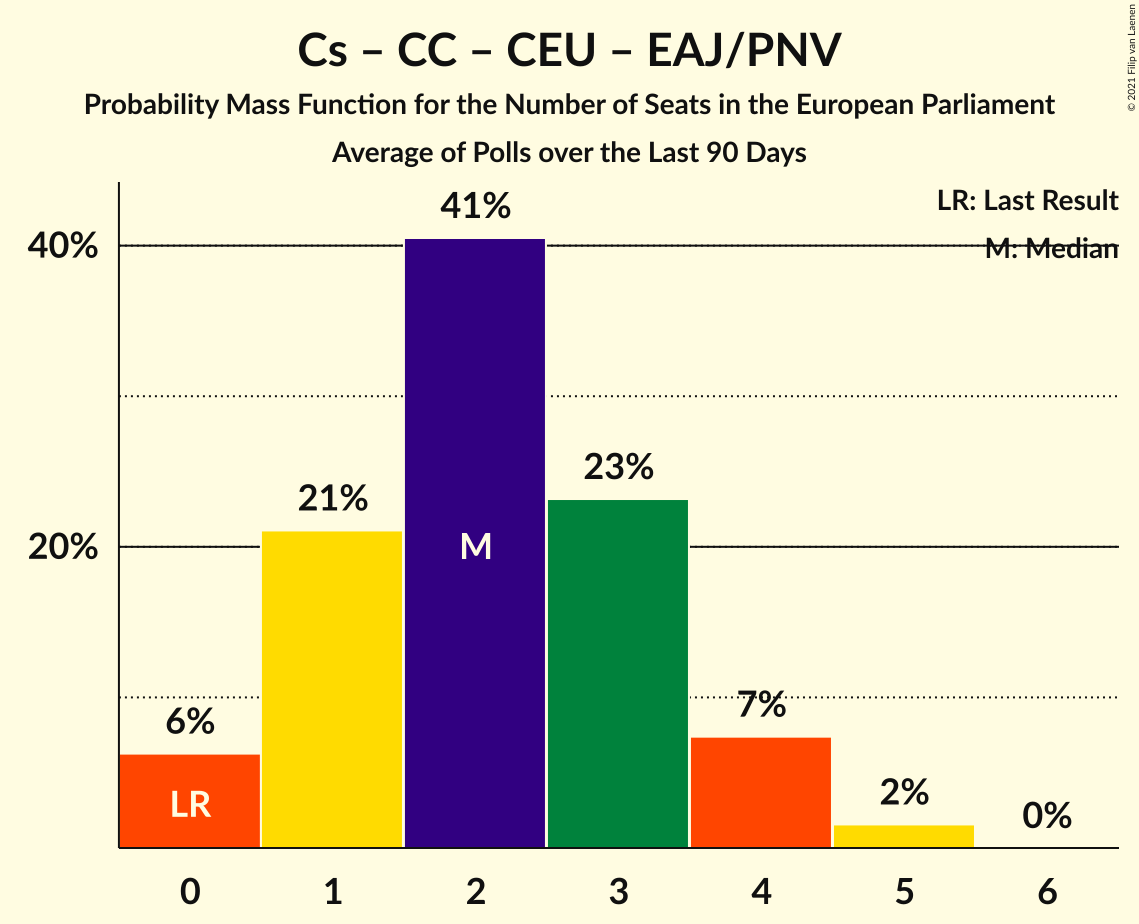 Cs – CC – CEU – EAJ/PNV
Probability Mass Function for the Number of Seats in the European Parliament
Average of Polls over the Last 90 Days
© 2021 Filip van Laenen
LR: Last Result
M: Median
40%
20%
6%
21%
41%
23%
7%
2%
0%
LR
M
0 1 2 3 4 5 6